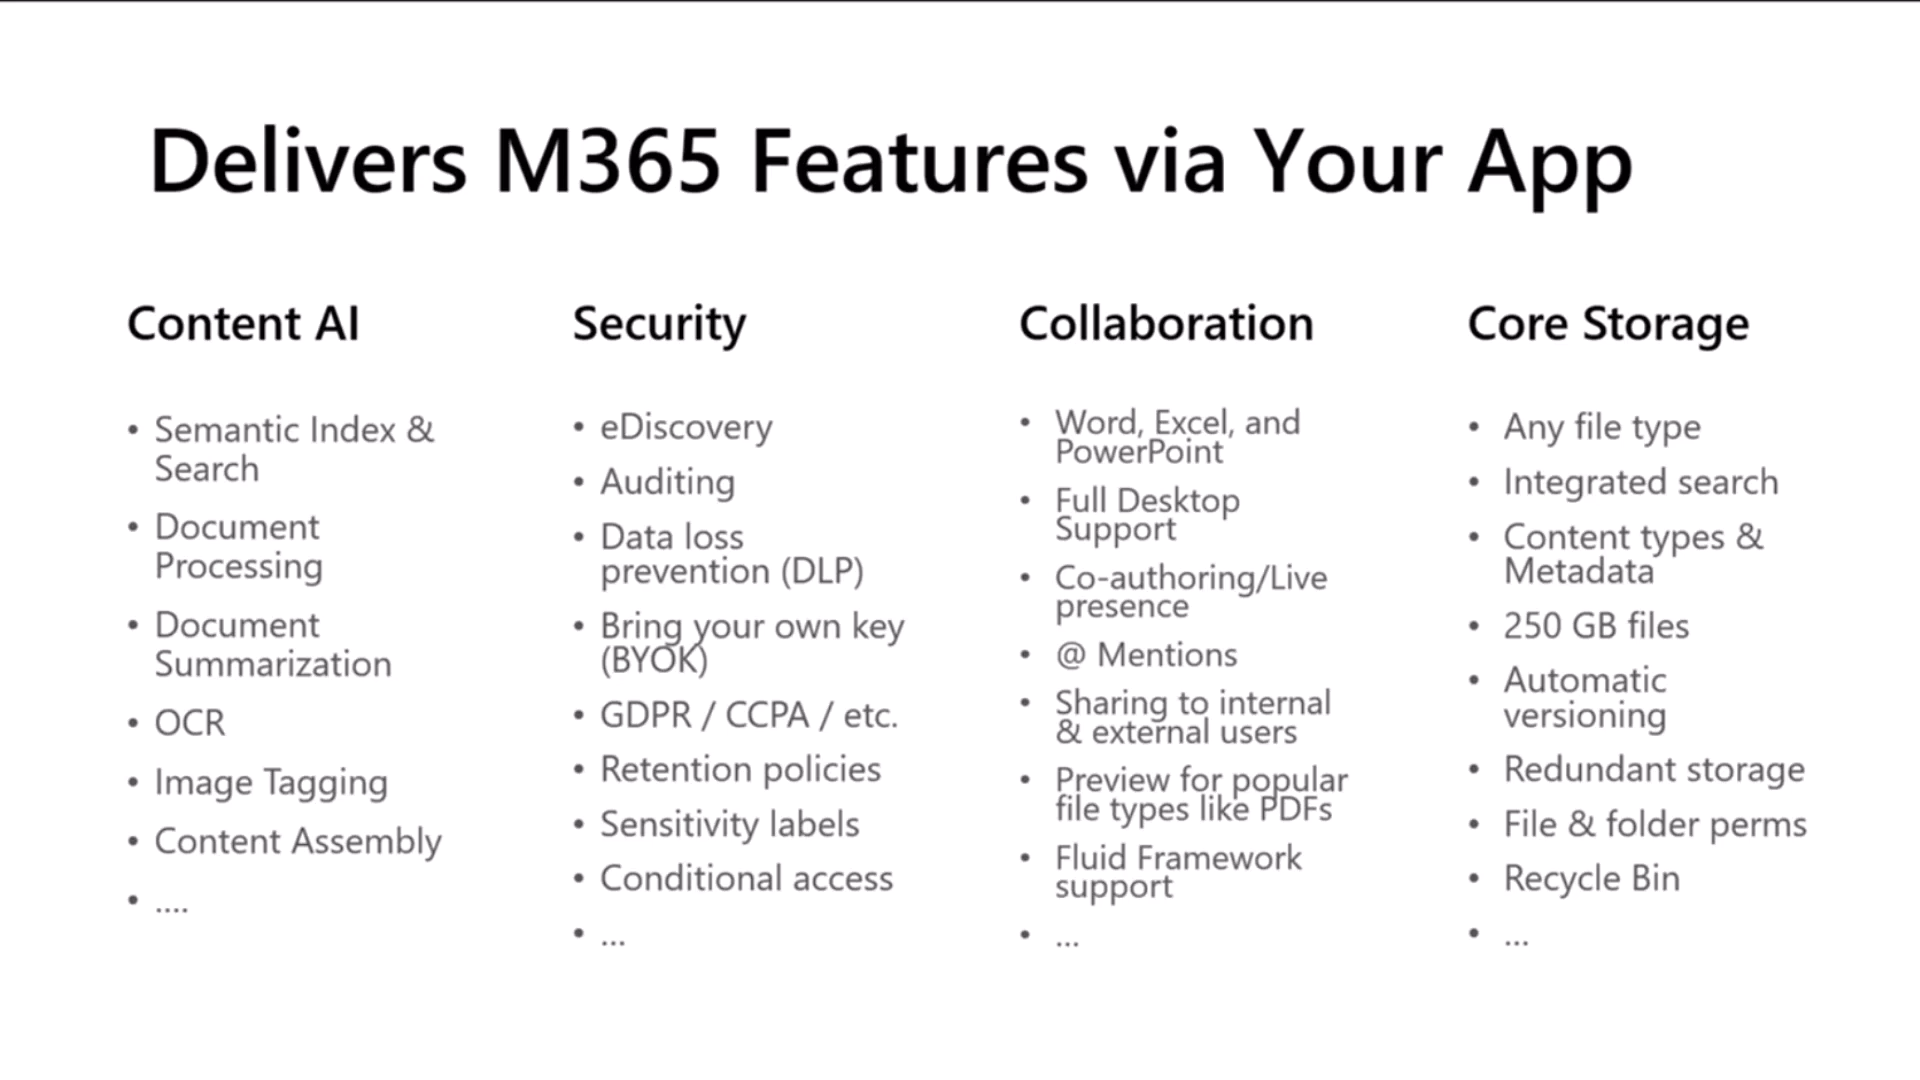 Delivers M365 Features via Your App
Content AI
• Semantic Index &
Search
• Document
Processing
• Document
Summarization
• OCR
• Image Tagging
• Content Assembly
• ....
Security
• eDiscovery
• Auditing
• Data loss
prevention (DLP)
• Bring your own key
(BYOK)
• GDPR / CCPA / etc.
• Retention policies
• Sensitivity labels
• Conditional access
• ...
Collaboration
• Word, Excel, and
PowerPoint
• Full Desktop
Support
• Co-authoring/Live
presence
• @ Mentions
• Sharing to internal
& external users
• Preview for popular
file types like PDFs
• Fluid Framework
support
• ...
Core Storage
• Any file type
• Integrated search
• Content types &
Metadata
• 250 GB files
• Automatic
versioning
• Redundant storage
• File & folder perms
• Recycle Bin
• ...